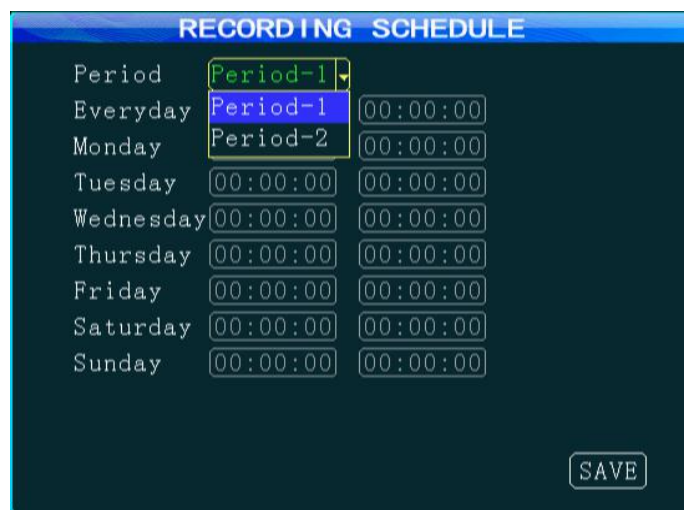 RECORDING SCHEDULE
Period Period-1
Everyday Period-1 00:00:00
Monday Period-2 00:00:00
Tuesday 00:00:00 00:00:00
Wednesday 00:00:00 00:00:00
Thursday 00:00:00 00:00:00
Friday 00:00:00 00:00:00
Saturday 00:00:00 00:00:00
Sunday 00:00:00 00:00:00
SAVE